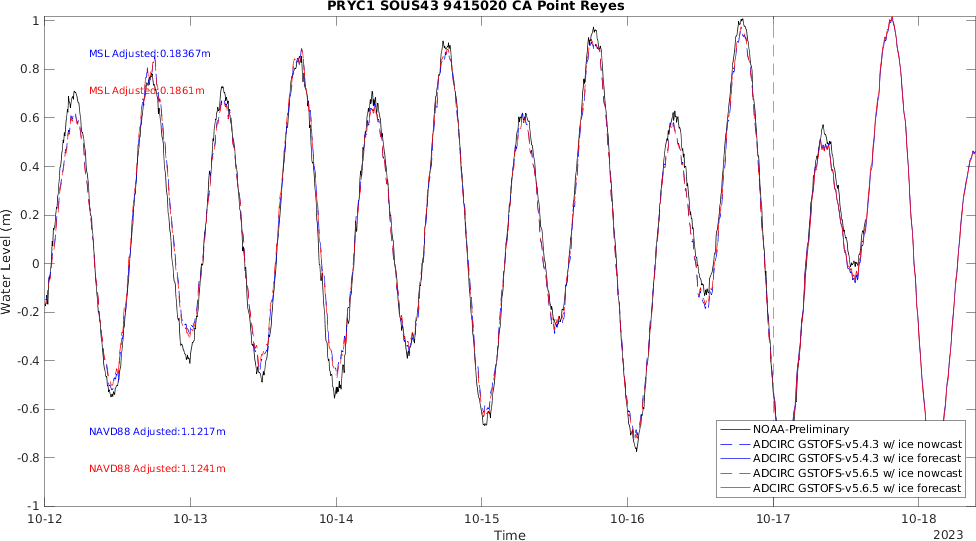 PRYC1 SOUS43 9415020 CA Point Reyes
MSL Adjusted:0.18367m
MSL Adjusted:0.1861m
NAVD88 Adjusted:1.1217m
NAVD88 Adjusted:1.1241m
Water Level (m)
1
0.8
0.6
0.4
0.2
0
-0.2
-0.4
-0.6
-0.8
-1
NOAA-Preliminary
ADCIRC GSTOFS-v5.4.3 w/ ice nowcast
ADCIRC GSTOFS-v5.4.3 w/ ice forecast
ADCIRC GSTOFS-v5.6.5 w/ ice nowcast
ADCIRC GSTOFS-v5.6.5 w/ ice forecast
10-12 10-13 10-14 10-15 10-16 10-17 10-18
Time
2023